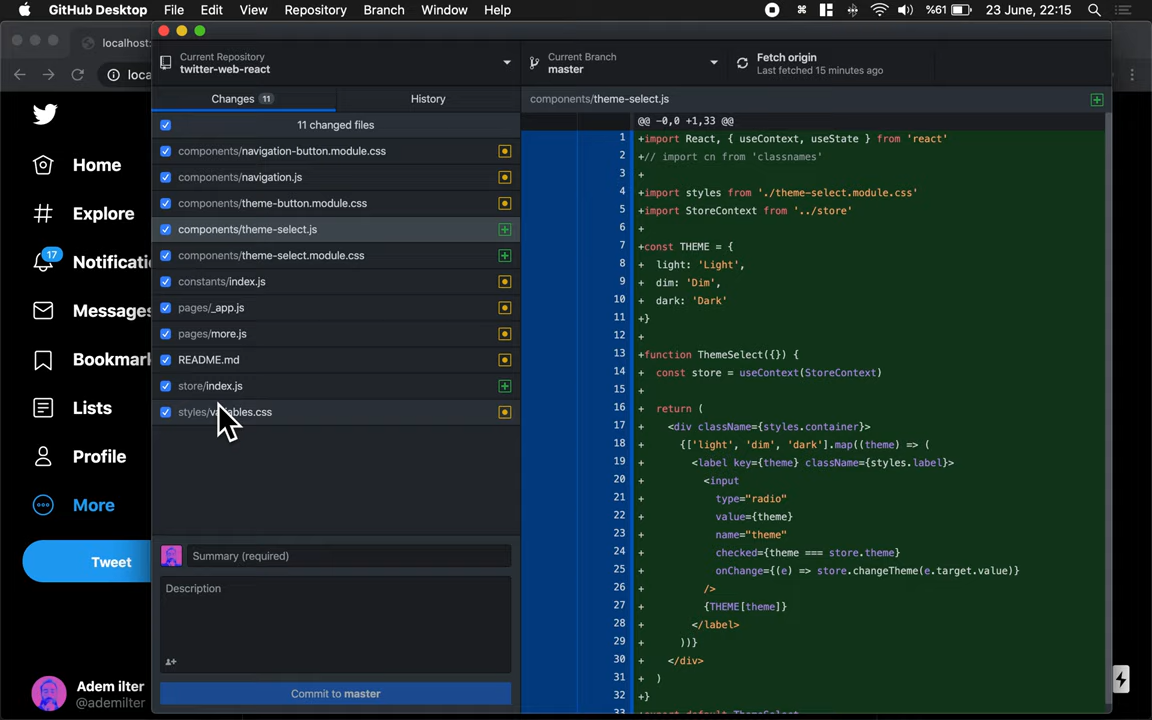 GitHub Desktop File Edit View Repository Branch Window Help %61 23 June, 22:15
localhost:
loca
Current Repository
twitter-web-react
Current Branch
master
Fetch origin
Last fetched 15 minutes ago
Changes 11
History
components/theme-select.js
11 changed files
components/navigation-button.module.css
components/navigation.js
components/theme-button.module.css
components/theme-select.js
components/theme-select.module.css
constants/index.js
pages/_app.js
pages/more.js
README.md
store/index.js
Summary (required)
Description
Commit to master
Home
Explore
17
Notificati
Messages
Bookmark
Lists
Profile
More
Tweet
Adem ilter
@ademilter
@@ -0,0 +1,33 @@
1 +import React, { useContext, useState } from 'react'
2 +// import cn from 'classnames'
3 +
4 +import styles from './theme-select.module.css'
5 +import StoreContext from '../store'
6 +
7 +const THEME = {
8 + light: 'Light',
9 + dim: 'Dim',
10 + dark: 'Dark'
11 +}
12 +
13 +function ThemeSelect({}) {
14 + const store = useContext(StoreContext)
15 +
16 + return (
17 + <div className={styles.container}>
18 + {['light', 'dim', 'dark'].map((theme) => (
19 + <label key={theme} className={styles.label}>
20 + <input
21 + type="radio"
22 + value={theme}
23 + name="theme"
24 + checked={theme === store.theme}
25 + onChange={(e) => store.changeTheme(e.target.value)}
26 + />
27 + {THEME[theme]}
28 + </label>
29 + ))}
30 + </div>
31 + )
32 +}
33 +export default ThemeSelect